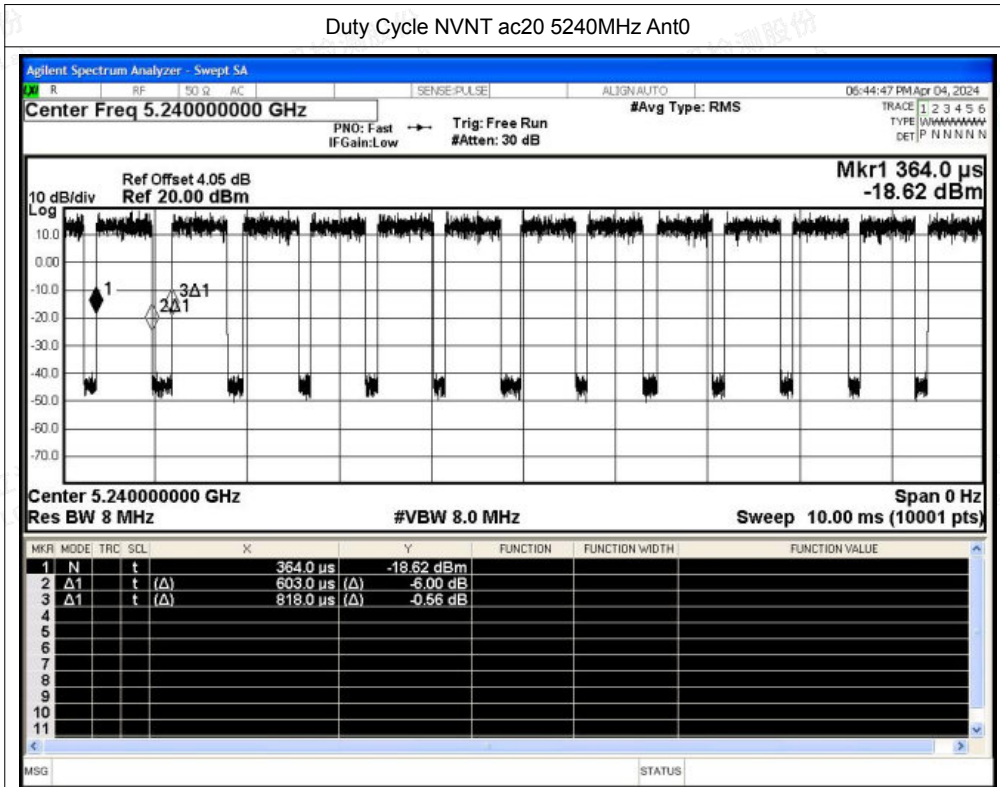 Duty Cycle NVNT ac20 5240MHz Ant0
Agilent Spectrum Analyzer - Swept SA
R RF 50 Ω AC SENSE:PULSE ALIGNAUTO 06:44:47 PM Apr 04, 2024
Center Freq 5.240000000 GHz #Avg Type: RMS TRACE 1 2 3 4 5 6
PNO: Fast Trig: Free Run TYPE
IFGain:Low #Atten: 30 dB DET P N N N N N
Mkr1 364.0 µs
Ref Offset 4.05 dB
10 dB/div Ref 20.00 dBm -18.62 dBm
Log
10.0
0.00
-10.0
1 3Δ1
2Δ1
-20.0
-30.0
-40.0
-50.0
-60.0
-70.0
Center 5.240000000 GHz Span 0 Hz
Res BW 8 MHz #VBW 8.0 MHz Sweep 10.00 ms (10001 pts)
MKR MODE TRC SCL X Y FUNCTION FUNCTION WIDTH FUNCTION VALUE
1 N t 364.0 µs -18.62 dBm
2 Δ1 t (Δ) 603.0 µs (Δ) -6.00 dB
3 Δ1 t (Δ) 818.0 µs (Δ) -0.56 dB
4
5
6
7
8
9
10
11
MSG STATUS